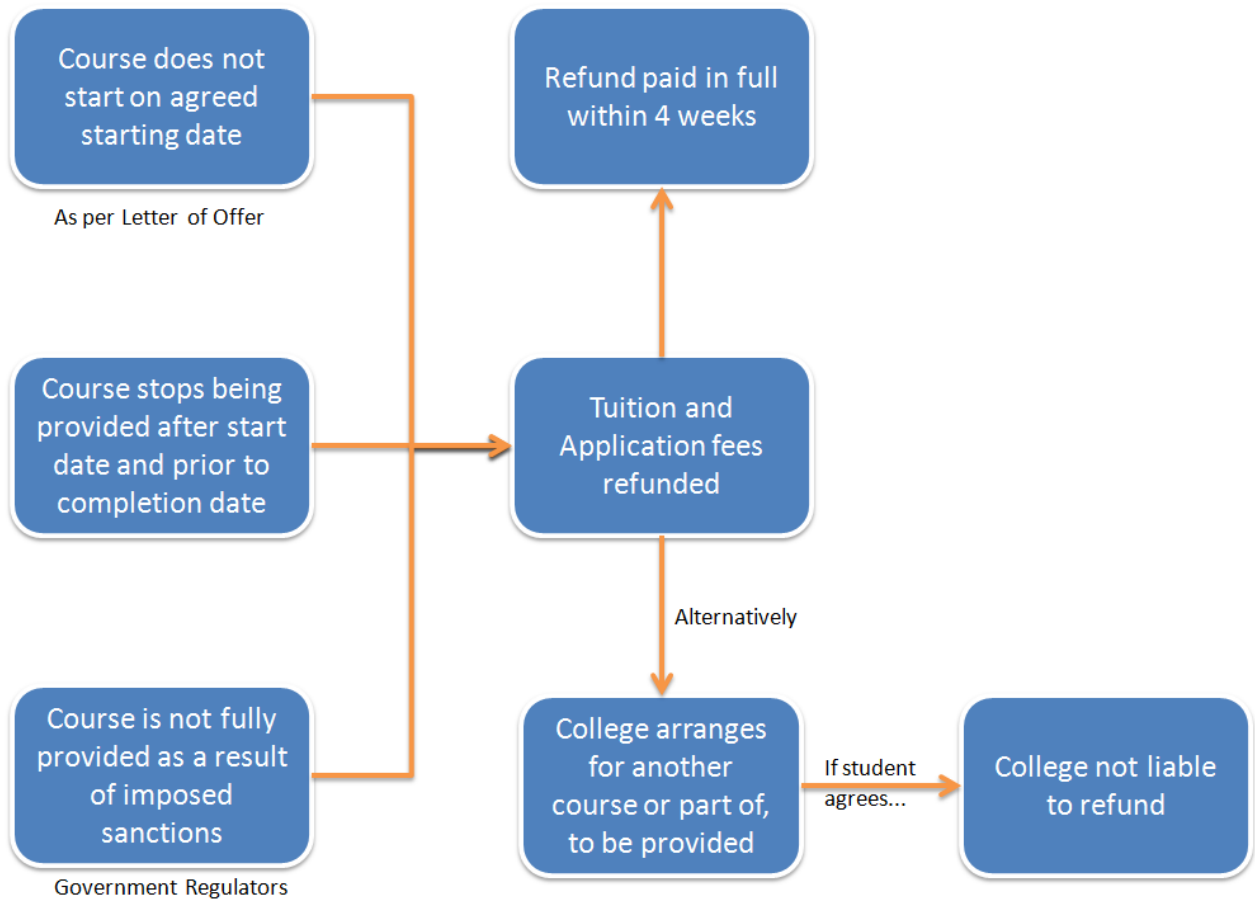 Course does not
start on agreed
starting date
As per Letter of Offer
Refund paid in full
within 4 weeks
Course stops being
provided after start
date and prior to
completion date
Tuition and
Application fees
refunded
Alternatively
Course is not fully
provided as a result
of imposed
sanctions
Government Regulators
College arranges
for another
course or part of,
to be provided
If student
agrees...
College not liable
to refund